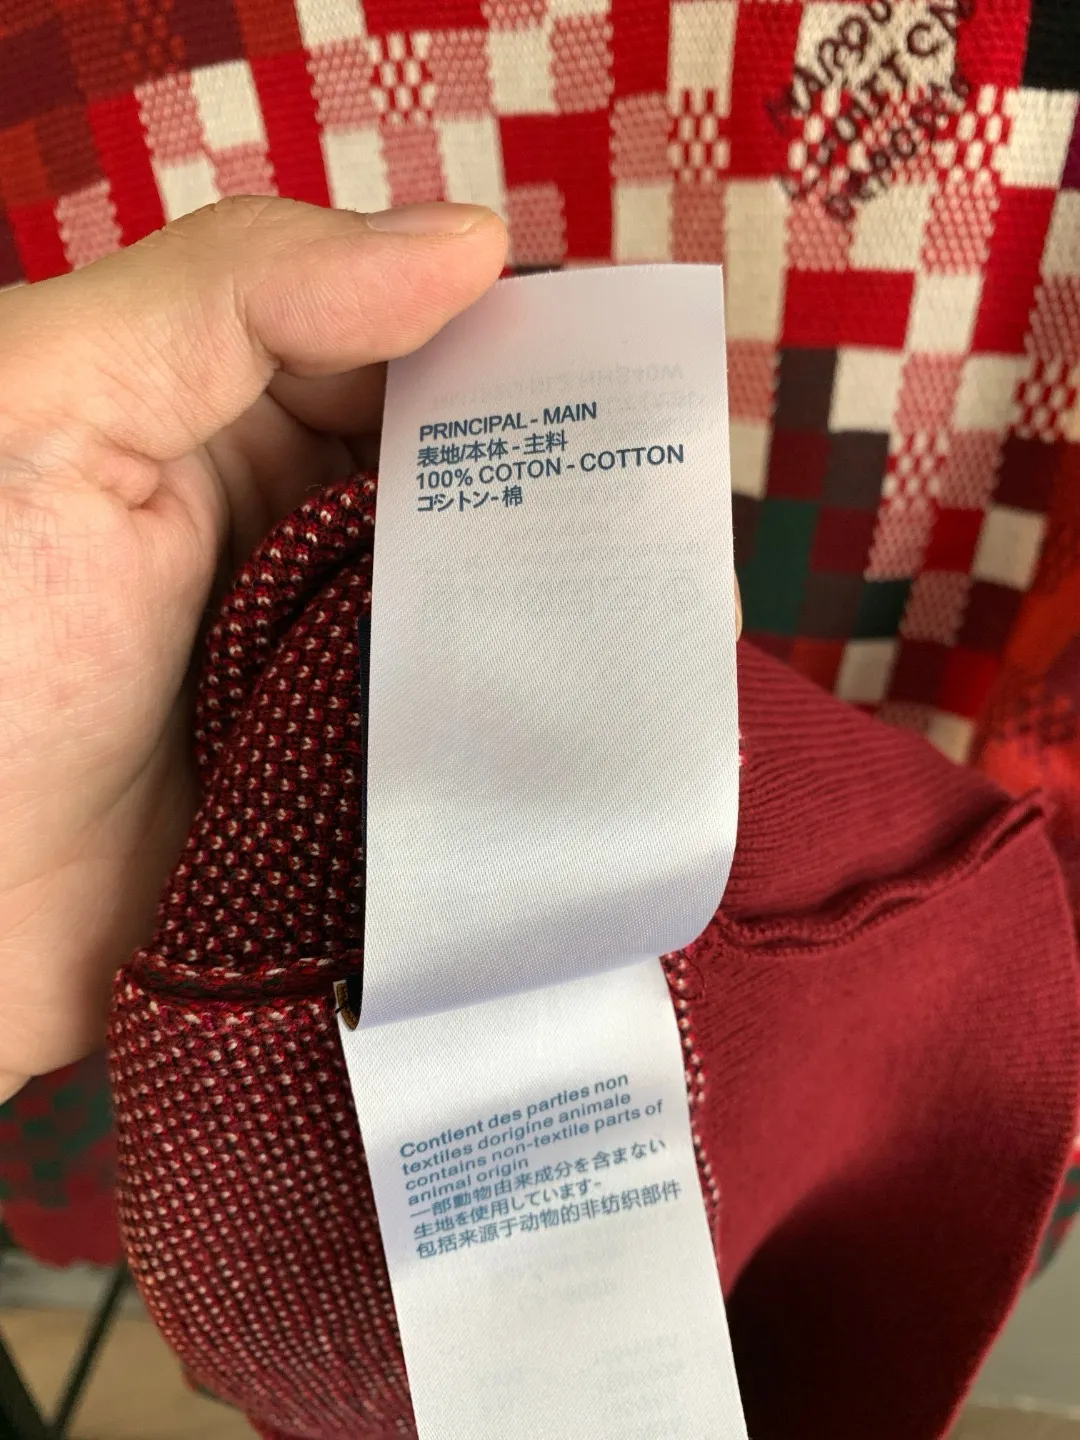 PRINCIPAL - MAIN
表地/本体 - 主料
100% COTON - COTTON
コットン - 棉
Contient des parties non
textiles dorigine animale
contains non-textile parts of
animal origin
一部動物由来成分を含まない
生地を使用しています-
包括来源于动物的非纺织部件